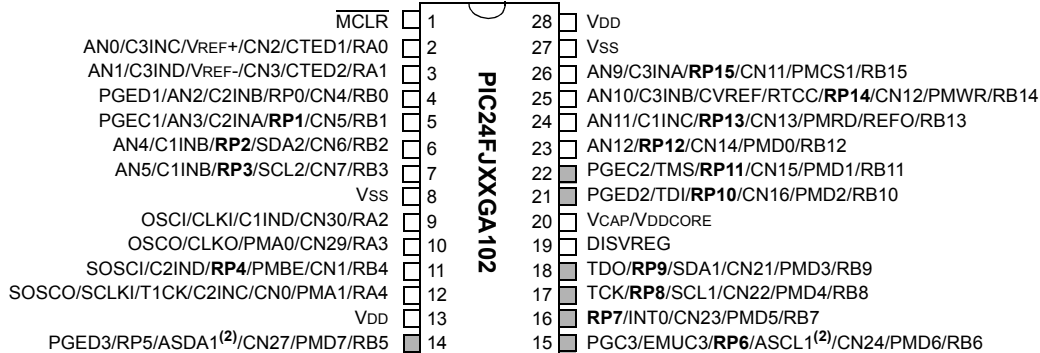 MCLR 1 28 VDD
AN0/C3INC/VREF+/CN2/CTED1/RA0 2 27 VSS
AN1/C3IND/VREF-/CN3/CTED2/RA1 3 26 AN9/C3INA/RP15/CN11/PMCS1/RB15
PGED1/AN2/C2INB/RP0/CN4/RB0 4 25 AN10/C3INB/CVREF/RTCC/RP14/CN12/PMWR/RB14
PGEC1/AN3/C2INA/RP1/CN5/RB1 5 24 AN11/C1INC/RP13/CN13/PMRD/REFO/RB13
AN4/C1INB/RP2/SDA2/CN6/RB2 6 23 AN12/RP12/CN14/PMD0/RB12
AN5/C1INB/RP3/SCL2/CN7/RB3 7 22 PGEC2/TMS/RP11/CN15/PMD1/RB11
VSS 8 21 PGED2/TDI/RP10/CN16/PMD2/RB10
OSCI/CLKI/C1IND/CN30/RA2 9 20 VCAP/VDDCORE
OSCO/CLKO/PMA0/CN29/RA3 10 19 DISVREG
SOSCI/C2IND/RP4/PMBE/CN1/RB4 11 18 TDO/RP9/SDA1/CN21/PMD3/RB9
SOSCO/SCLKI/T1CK/C2INC/CN0/PMA1/RA4 12 17 TCK/RP8/SCL1/CN22/PMD4/RB8
VDD 13 16 RP7/INT0/CN23/PMD5/RB7
PGED3/RP5/ASDA1(2)/CN27/PMD7/RB5 14 15 PGC3/EMUC3/RP6/ASCL1(2)/CN24/PMD6/RB6
PIC24FJXXGA102